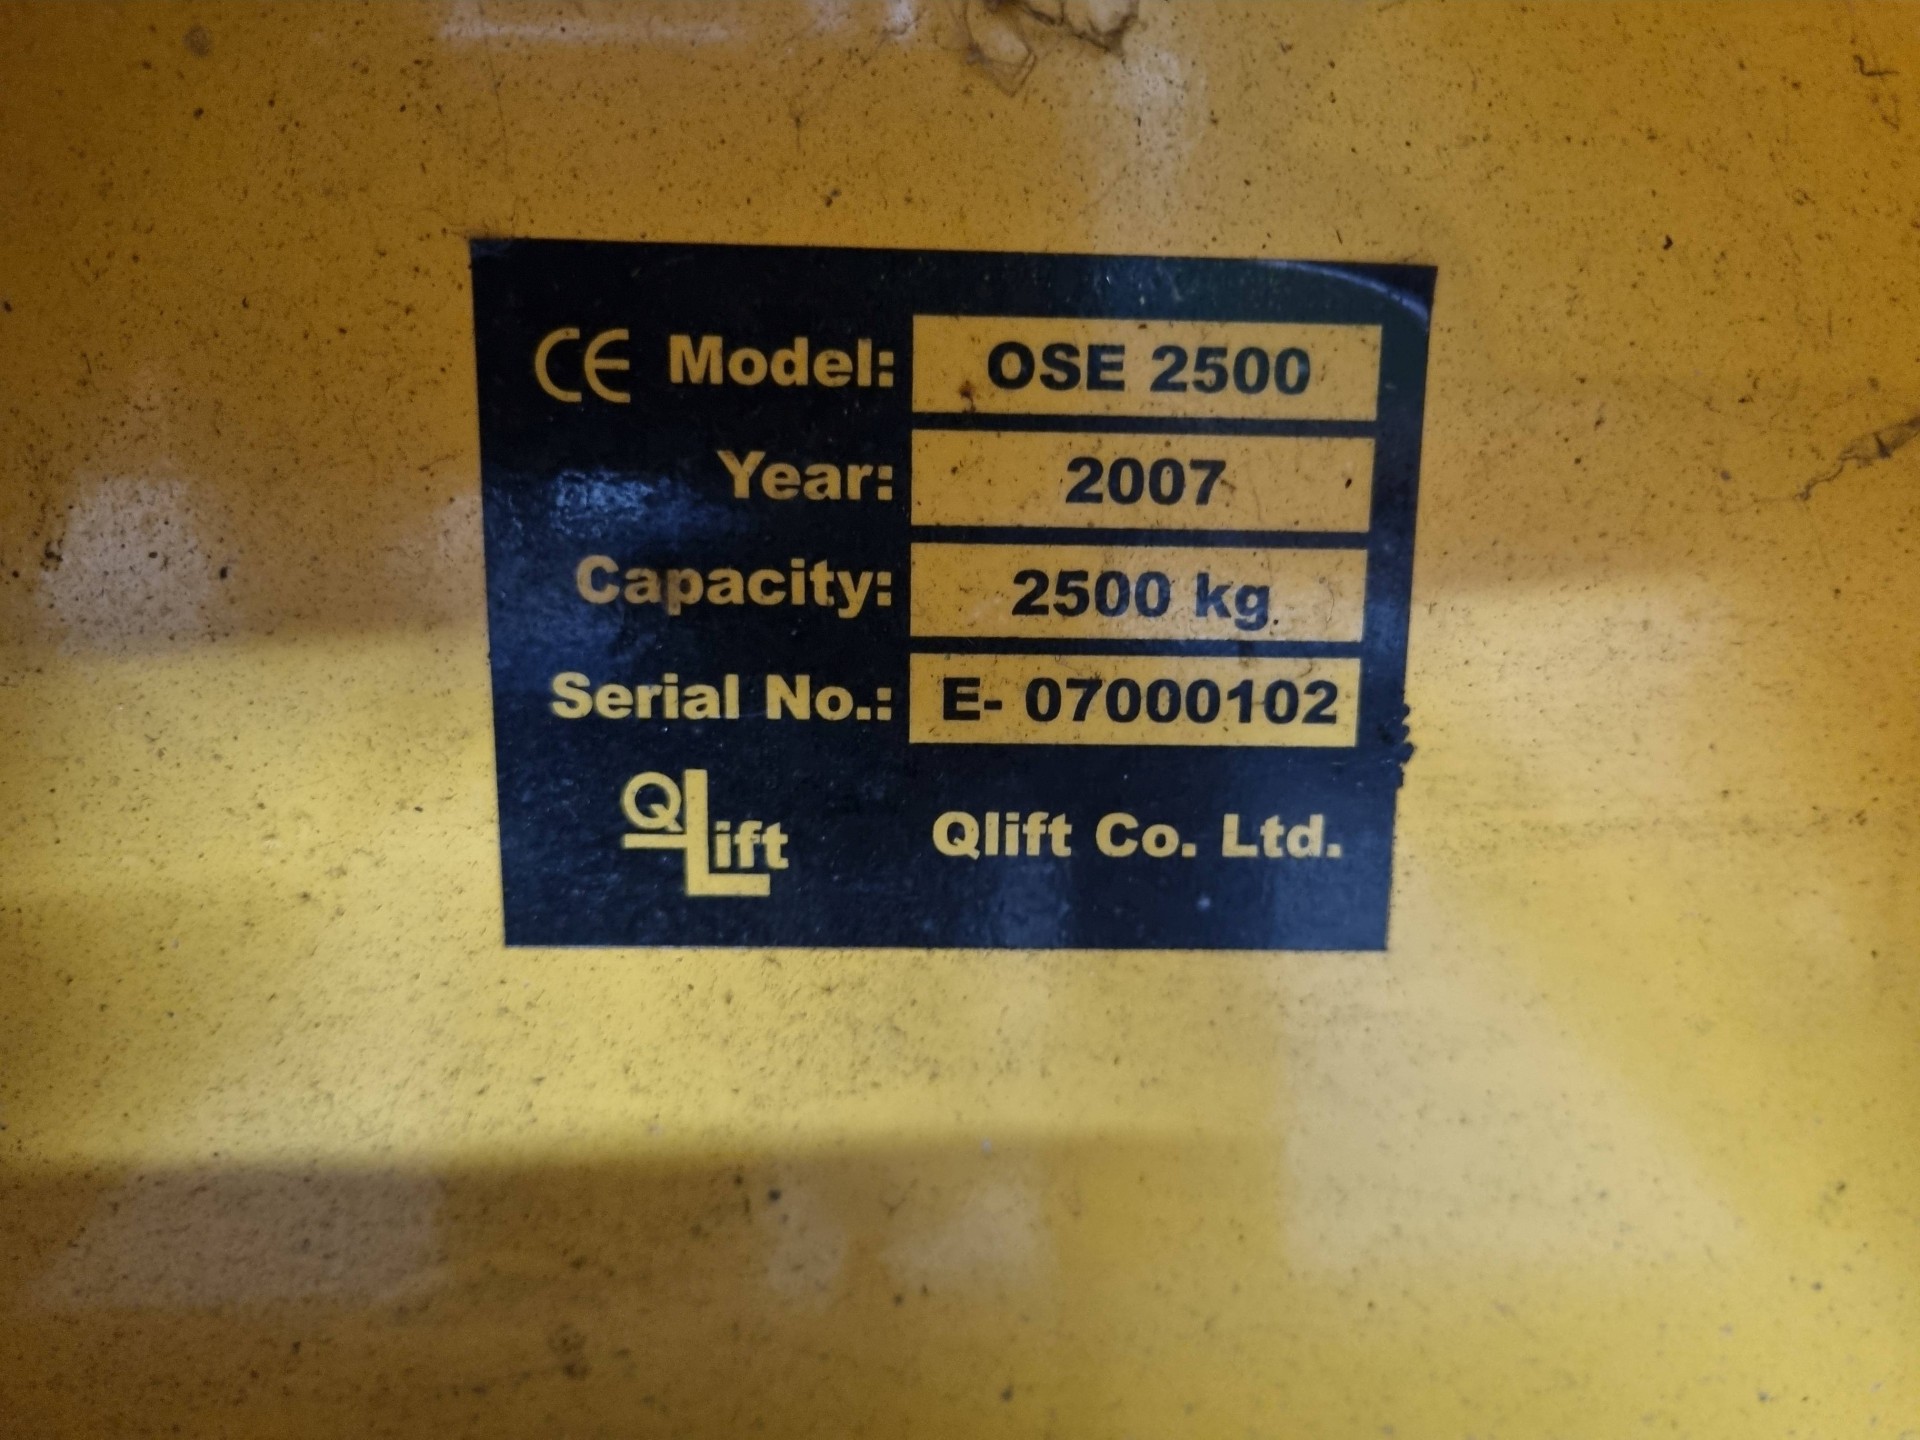 CE Model: OSE 2500
Year: 2007
Capacity: 2500 kg
Serial No.: E- 07000102
QLift Qlift Co. Ltd.